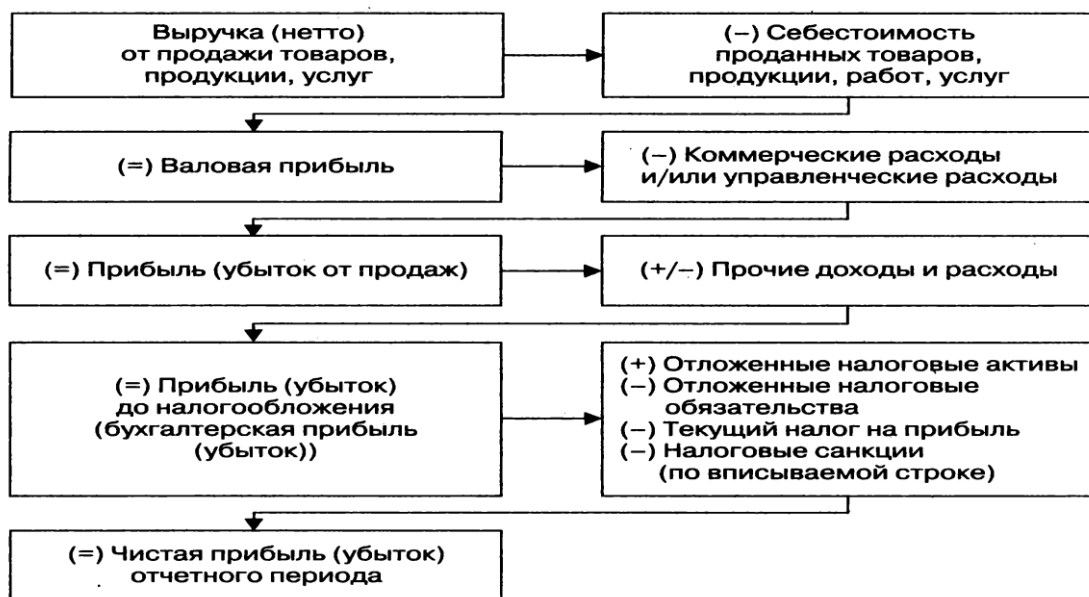 Выручка (нетто)
от продажи товаров,
продукции, услуг
(−) Себестоимость
проданных товаров,
продукции, работ, услуг
(=) Валовая прибыль
(−) Коммерческие расходы
и/или управленческие расходы
(=) Прибыль (убыток от продаж)
(+/−) Прочие доходы и расходы
(=) Прибыль (убыток)
до налогообложения
(бухгалтерская прибыль
(убыток))
(+) Отложенные налоговые активы
(−) Отложенные налоговые
обязательства
(−) Текущий налог на прибыль
(−) Налоговые санкции
(по вписываемой строке)
(=) Чистая прибыль (убыток)
отчетного периода